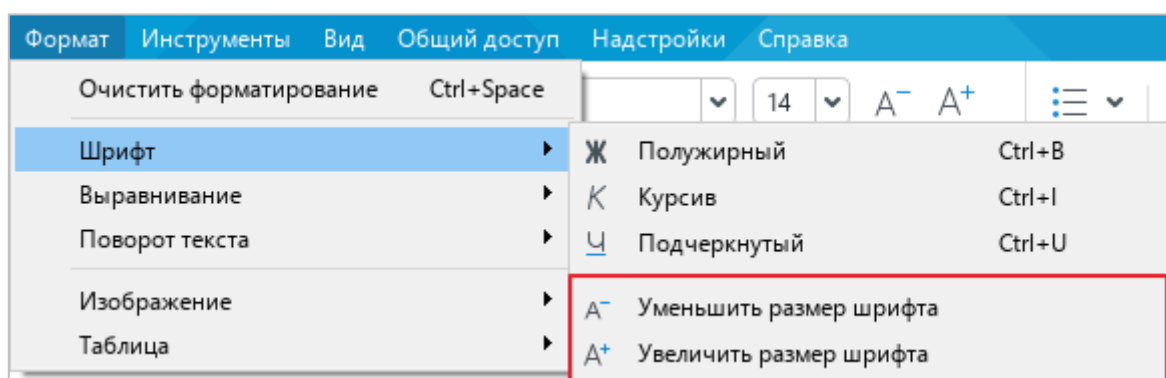 Формат Инструменты Вид Общий доступ Надстройки Справка
Очистить форматирование Ctrl+Space
14 A⁻ A⁺
Шрифт
Ж Полужирный Ctrl+B
Выравнивание
К Курсив Ctrl+I
Поворот текста
Ч Подчеркнутый Ctrl+U
Изображение
A⁻ Уменьшить размер шрифта
Таблица
A⁺ Увеличить размер шрифта